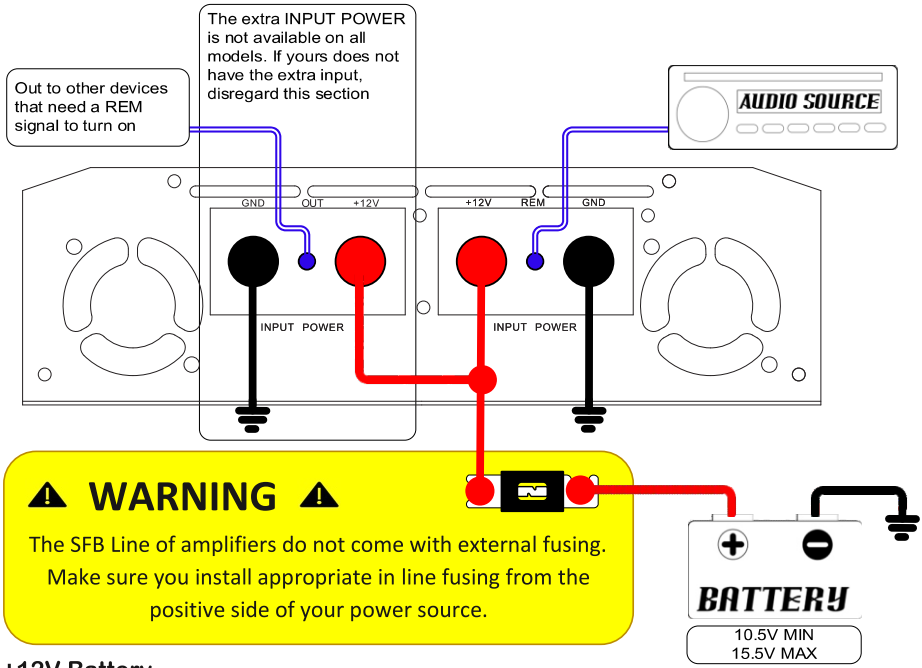 The extra INPUT POWER
is not available on all
models. If yours does not
have the extra input,
disregard this section
Out to other devices
that need a REM
signal to turn on
AUDIO SOURCE
GND OUT +12V
+12V REM GND
INPUT POWER
INPUT POWER
WARNING
The SFB Line of amplifiers do not come with external fusing.
Make sure you install appropriate in line fusing from the
positive side of your power source.
BATTERY
10.5V MIN
15.5V MAX
+12V Battery